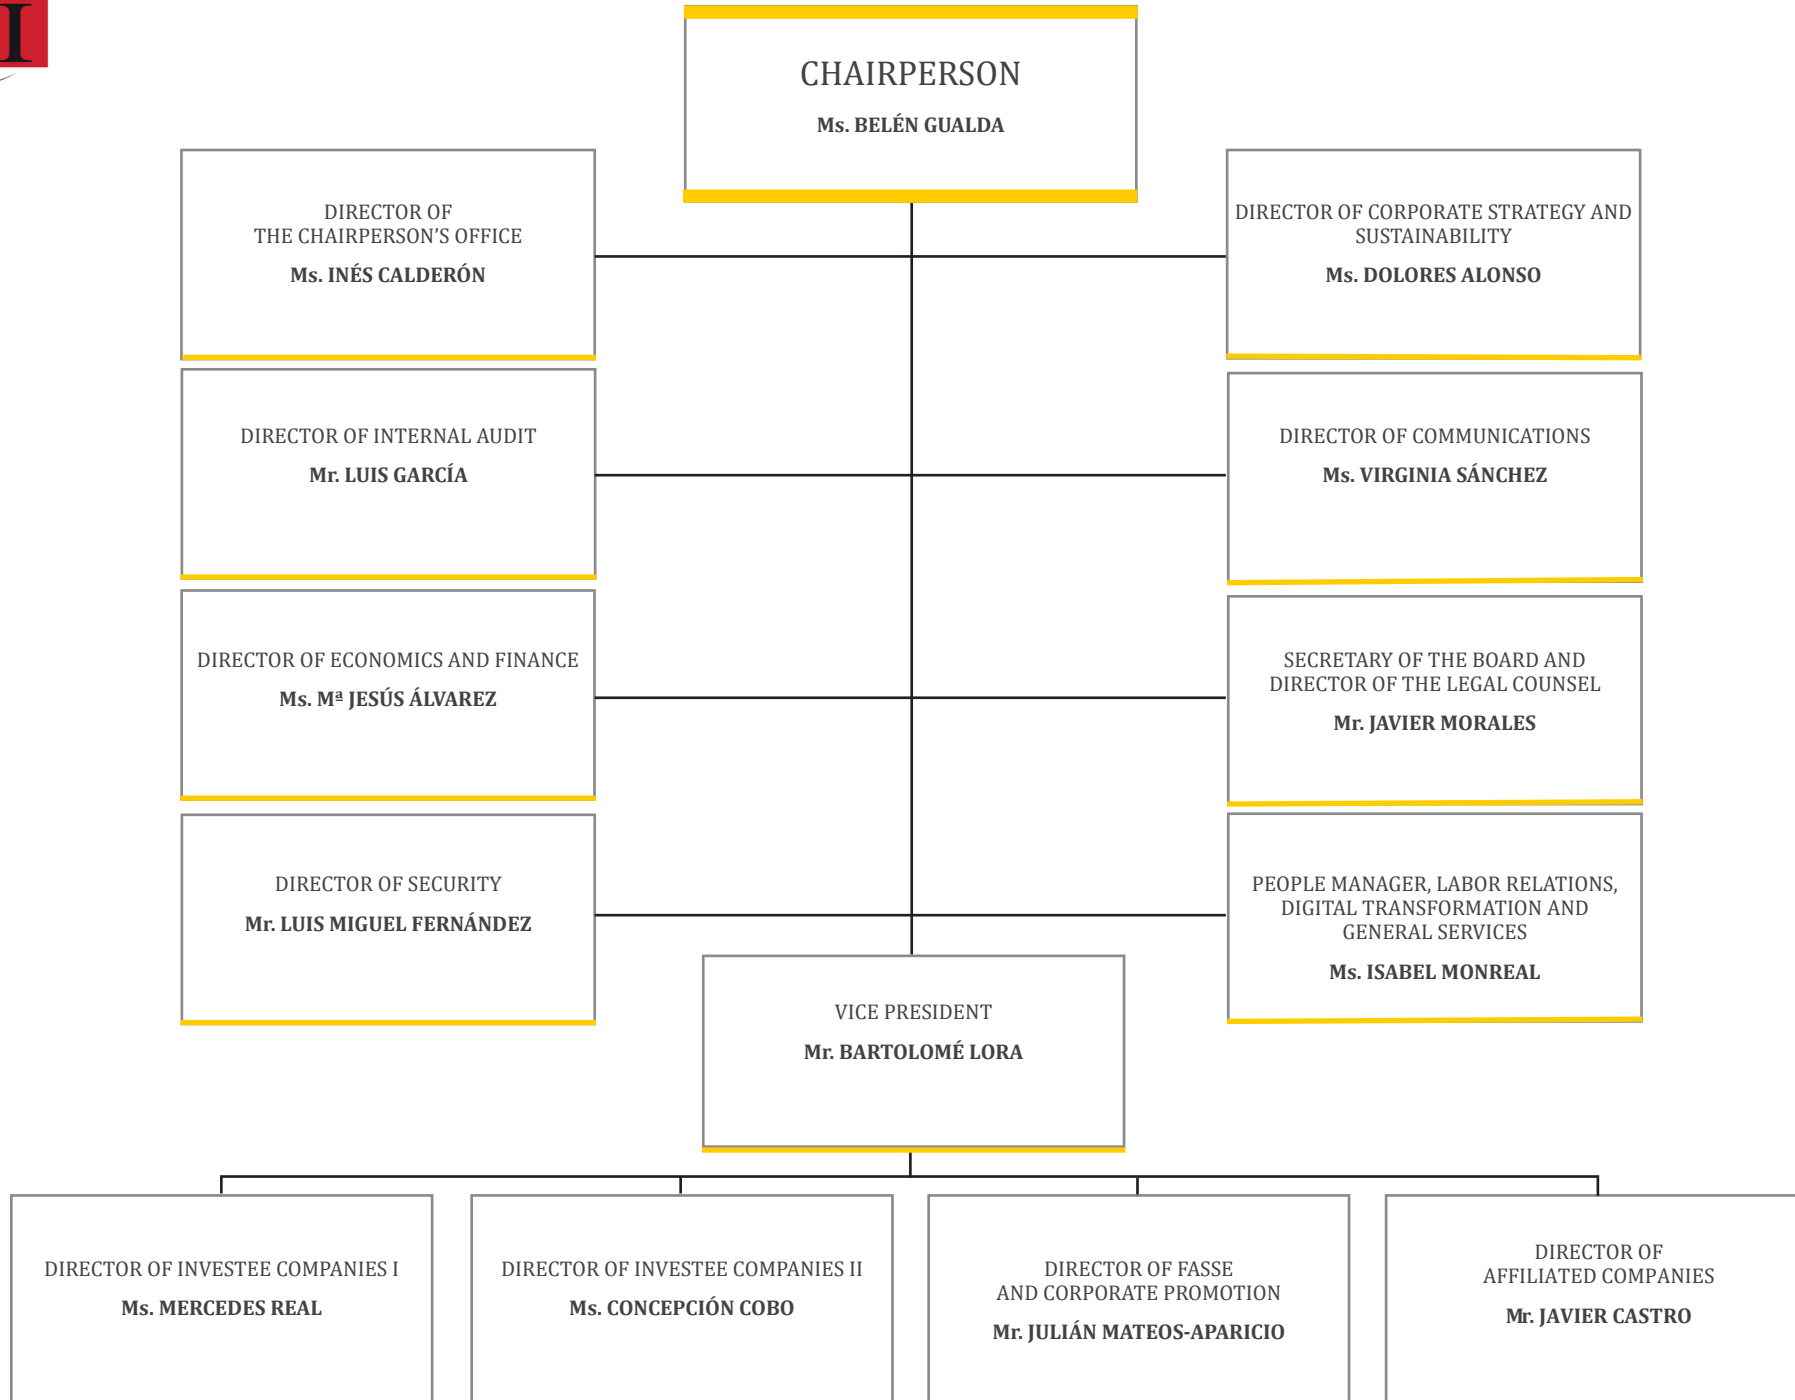 I
CHAIRPERSON
Ms. BELÉN GUALDA
DIRECTOR OF
THE CHAIRPERSON’S OFFICE
Ms. INÉS CALDERÓN
DIRECTOR OF CORPORATE STRATEGY AND
SUSTAINABILITY
Ms. DOLORES ALONSO
DIRECTOR OF INTERNAL AUDIT
Mr. LUIS GARCÍA
DIRECTOR OF COMMUNICATIONS
Ms. VIRGINIA SÁNCHEZ
DIRECTOR OF ECONOMICS AND FINANCE
Ms. Mª JESÚS ÁLVAREZ
SECRETARY OF THE BOARD AND
DIRECTOR OF THE LEGAL COUNSEL
Mr. JAVIER MORALES
DIRECTOR OF SECURITY
Mr. LUIS MIGUEL FERNÁNDEZ
PEOPLE MANAGER, LABOR RELATIONS,
DIGITAL TRANSFORMATION AND
GENERAL SERVICES
Ms. ISABEL MONREAL
VICE PRESIDENT
Mr. BARTOLOMÉ LORA
DIRECTOR OF INVESTEE COMPANIES I
Ms. MERCEDES REAL
DIRECTOR OF INVESTEE COMPANIES II
Ms. CONCEPCIÓN COBO
DIRECTOR OF FASSE
AND CORPORATE PROMOTION
Mr. JULIÁN MATEOS-APARICIO
DIRECTOR OF
AFFILIATED COMPANIES
Mr. JAVIER CASTRO